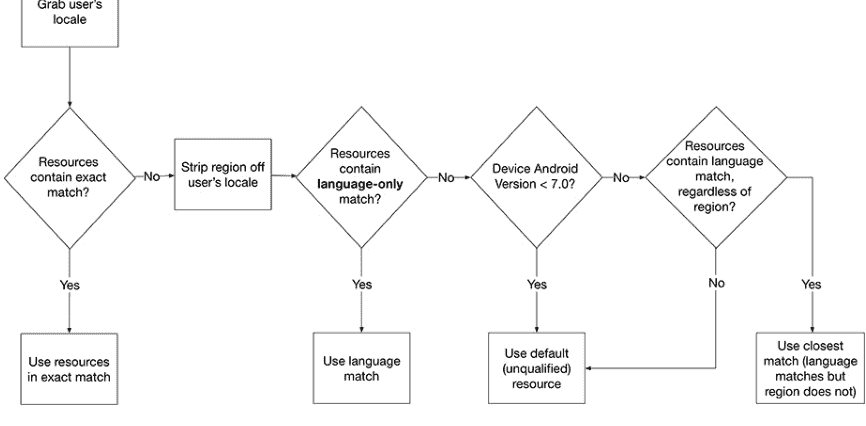 Grab user's
locale
Resources
contain exact
match?
No
Strip region off
user's locale
Resources
contain
language-only
match?
No
Device Android
Version < 7.0?
No
Resources
contain language
match,
regardless of
region?
Yes
Yes
Yes
No
Yes
Use resources
in exact match
Use language
match
Use default
(unqualified)
resource
Use closest
match (language
matches but
region does not)